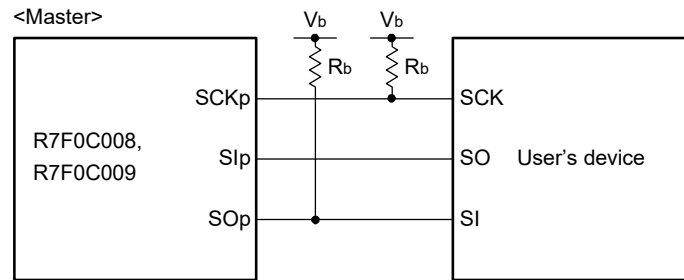 <Master>
Vb Vb
Rb Rb
SCKp SCK
R7F0C008,
R7F0C009
SIp SO User's device
SOp SI